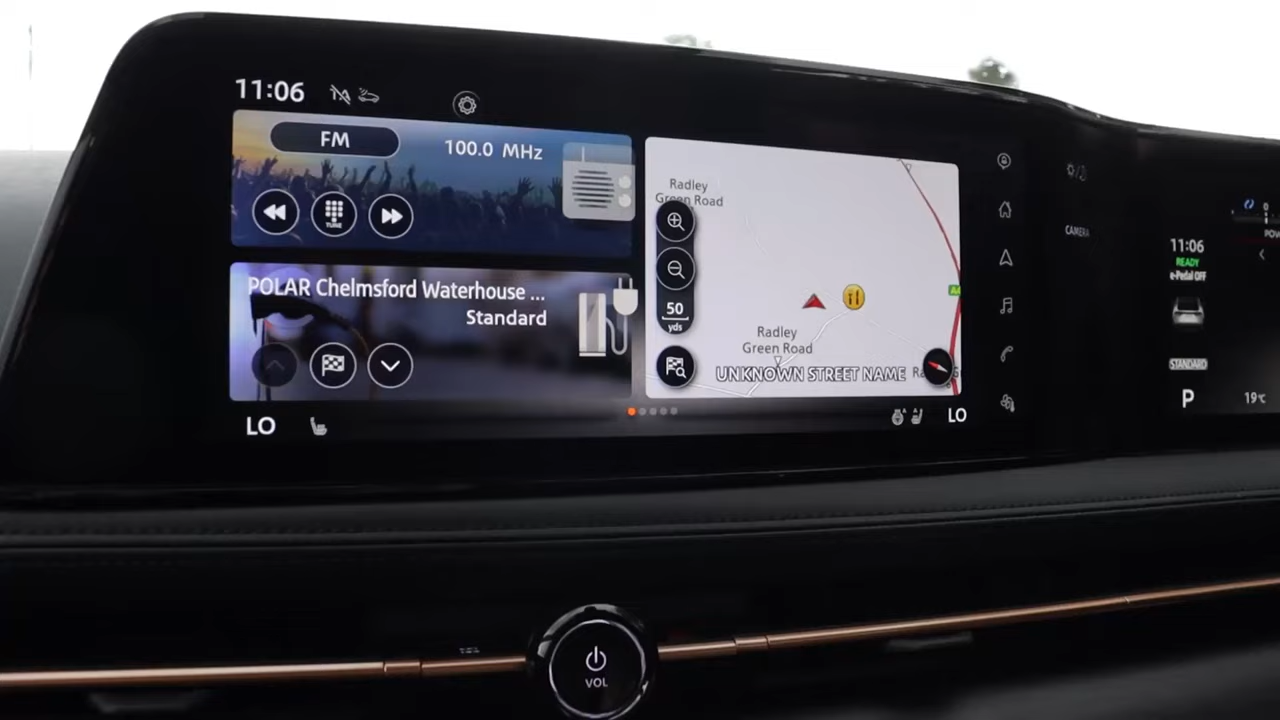 11:06
FM
100.0 MHz
TUNE
POLAR Chelmsford Waterhouse ...
Standard
LO
Radley
Green Road
50
yds
Radley
Green Road
UNKNOWN STREET NAME
LO
CAMERA
11:06
READY
e-Pedal OFF
STANDARD
P
19°C
0
VOL